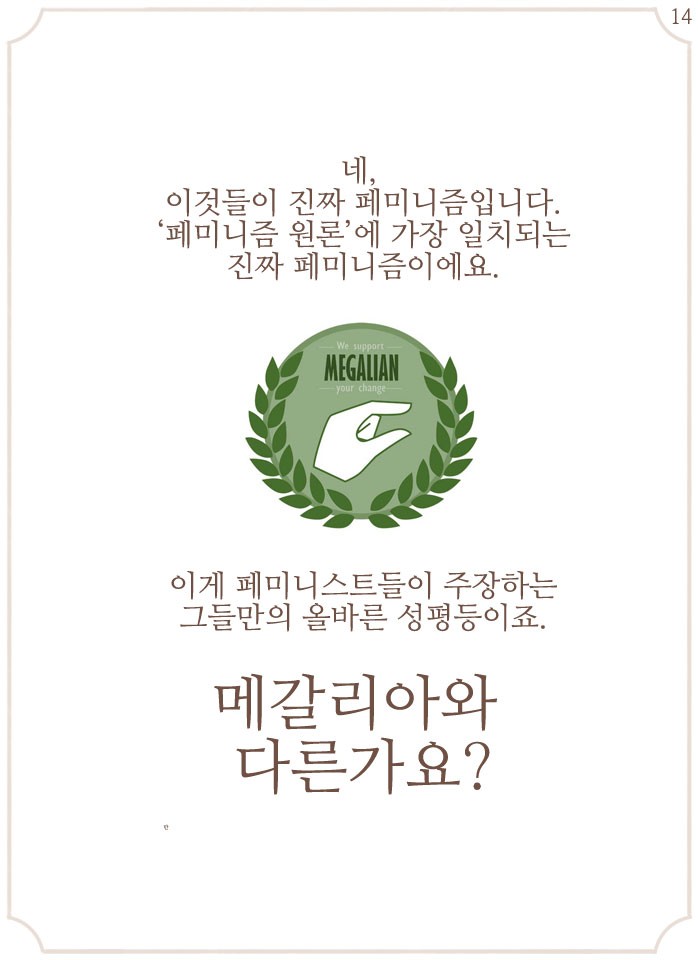 14
네,
이것들이 진짜 페미니즘입니다.
‘페미니즘 원론’에 가장 일치되는
진짜 페미니즘이에요.
We support
MEGALIAN
your change
이게 페미니스트들이 주장하는
그들만의 올바른 성평등이죠.
메갈리아와
다른가요?